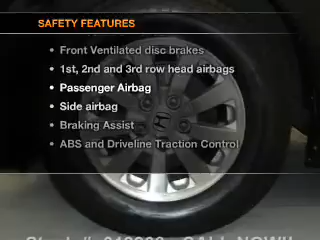 SAFETY FEATURES
• Front Ventilated disc brakes
• 1st, 2nd and 3rd row head airbags
• Passenger Airbag
• Side airbag
• Braking Assist
• ABS and Driveline Traction Control